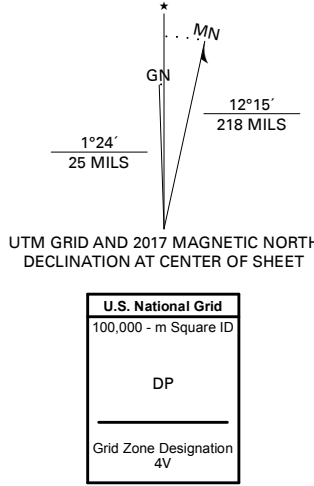 ★
MN
GN
1°24´
25 MILS
12°15´
218 MILS
UTM GRID AND 2017 MAGNETIC NORTH
DECLINATION AT CENTER OF SHEET
U.S. National Grid
100,000 - m Square ID
DP
Grid Zone Designation
4V